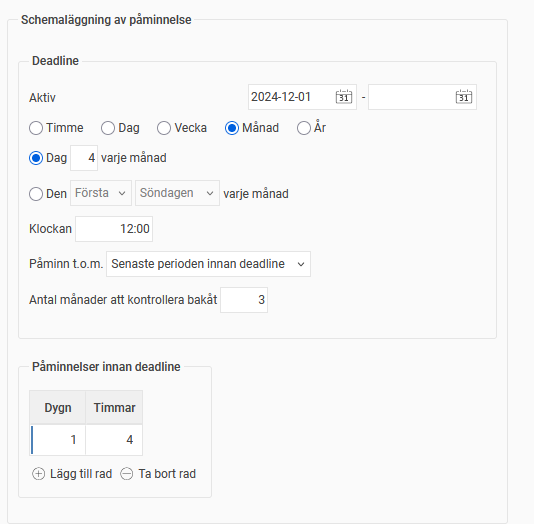 Schemaläggning av påminnelse
Deadline
Aktiv 2024-12-01 31 - 31
Timme Dag Vecka Månad År
Dag 4 varje månad
Den Första Söndagen varje månad
Klockan 12:00
Påminn t.o.m. Senaste perioden innan deadline
Antal månader att kontrollera bakåt 3
Påminnelser innan deadline
Dygn Timmar
1 4
Lägg till rad Ta bort rad